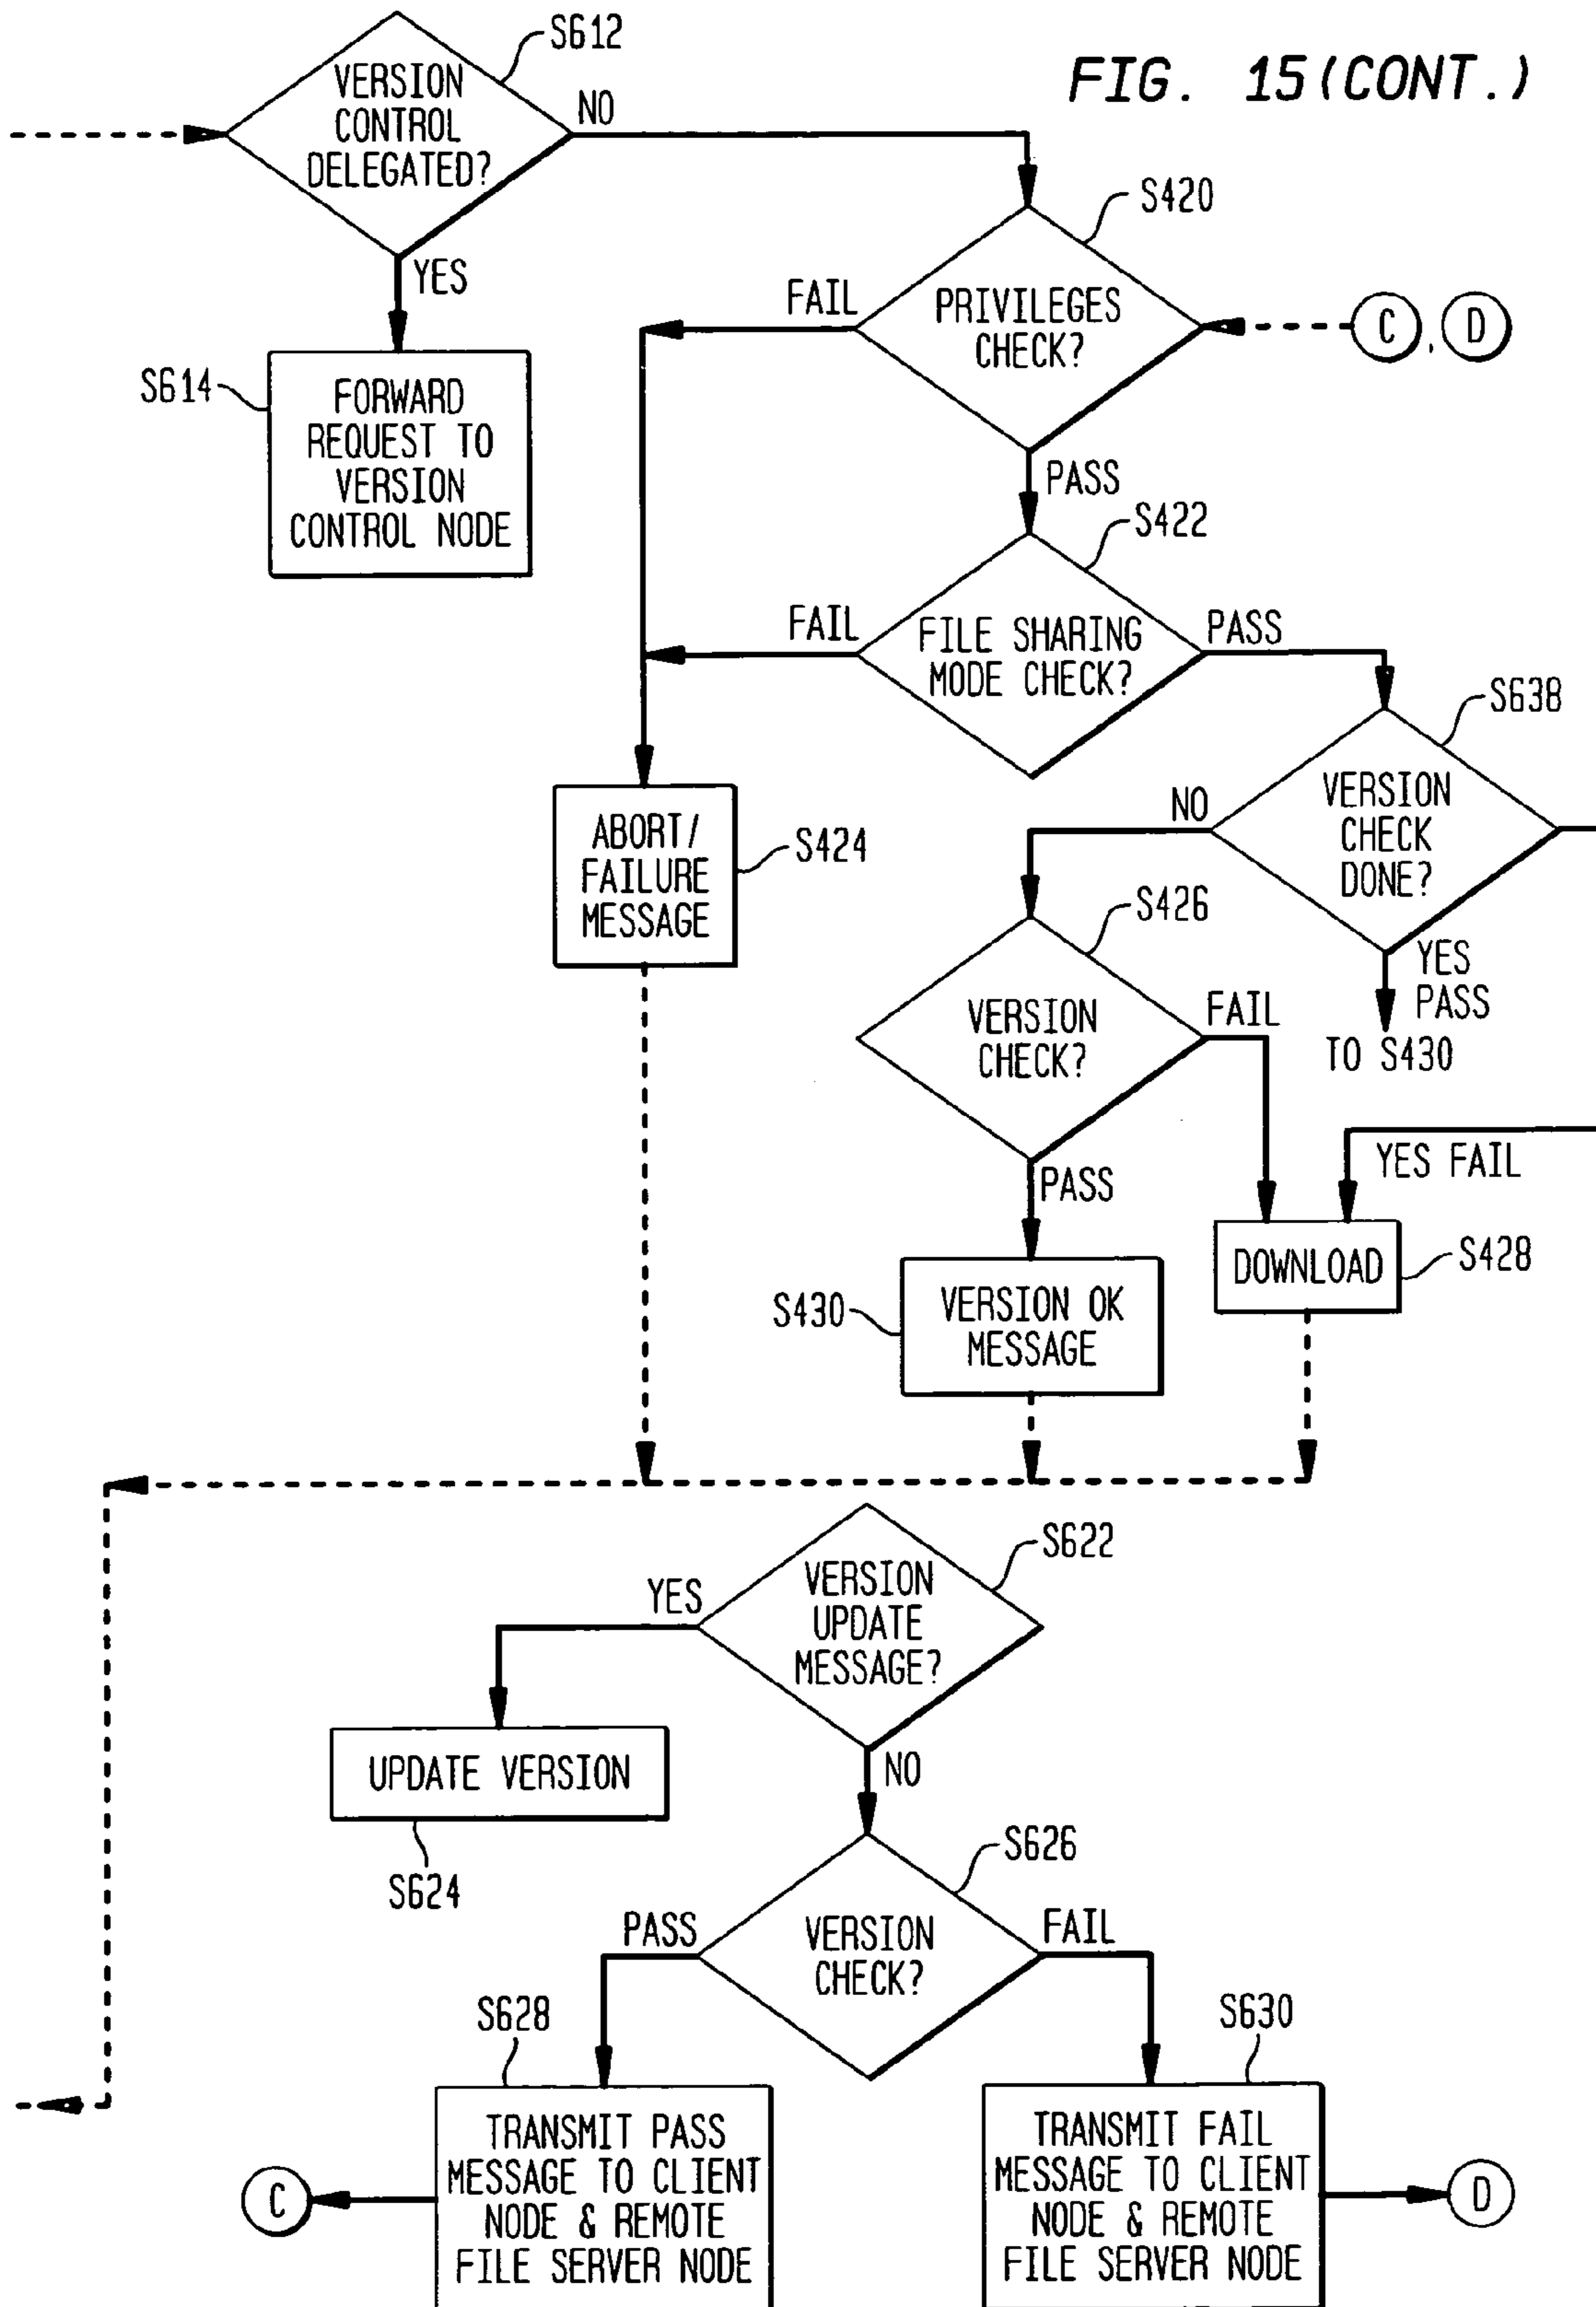 FIG. 15 (CONT.)
S612
VERSION
CONTROL
DELEGATED?
NO
YES
S614
FORWARD
REQUEST TO
VERSION
CONTROL NODE
S420
PRIVILEGES
CHECK?
FAIL
C, D
PASS
S422
FILE SHARING
MODE CHECK?
FAIL
PASS
S638
VERSION
CHECK
DONE?
NO
YES
PASS
TO S430
ABORT/
FAILURE
MESSAGE
S424
S426
VERSION
CHECK?
FAIL
YES FAIL
PASS
DOWNLOAD
S428
S430
VERSION OK
MESSAGE
S622
VERSION
UPDATE
MESSAGE?
YES
NO
UPDATE VERSION
S624
S626
VERSION
CHECK?
PASS
FAIL
S628
TRANSMIT PASS
MESSAGE TO CLIENT
NODE & REMOTE
FILE SERVER NODE
C
S630
TRANSMIT FAIL
MESSAGE TO CLIENT
NODE & REMOTE
FILE SERVER NODE
D